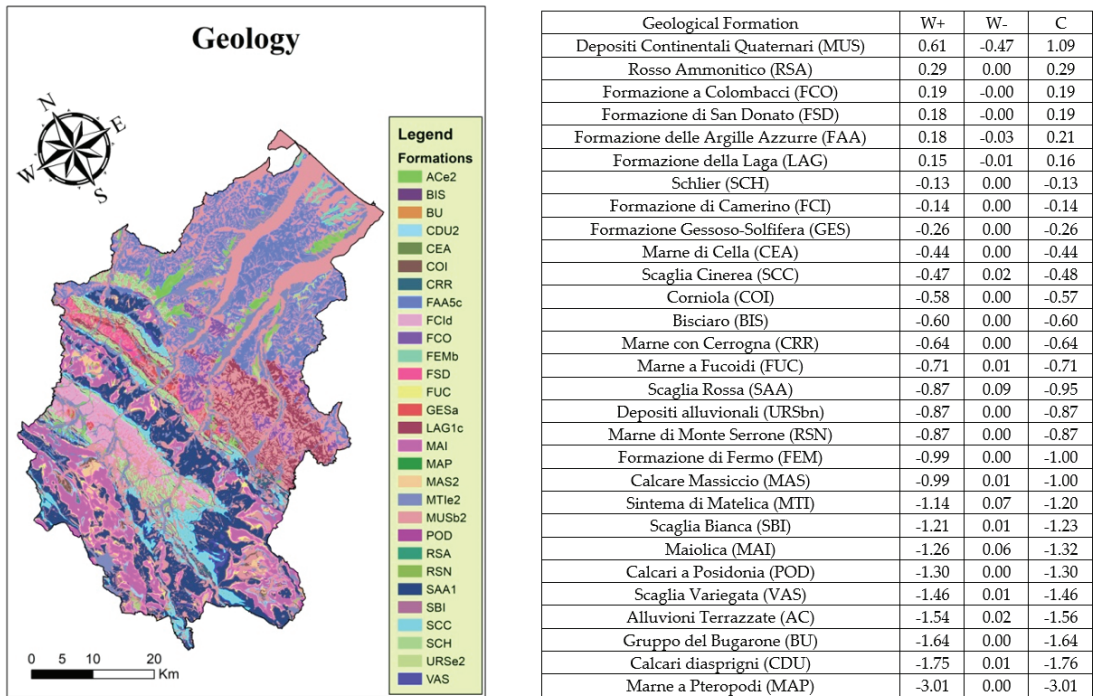 Geology
N
E
W
S
Legend
Formations
ACe2
BIS
BU
CDU2
CEA
COI
CRR
FAA5c
FCId
FCO
FEMb
FSD
FUC
GESa
LAG1c
MAI
MAP
MAS2
MTIe2
MUSb2
POD
RSA
RSN
SAA1
SBI
SCC
SCH
URSe2
VAS
0 5 10 20
Km
Geological Formation W+ W- C
Depositi Continentali Quaternari (MUS) 0.61 -0.47 1.09
Rosso Ammonitico (RSA) 0.29 0.00 0.29
Formazione a Colombacci (FCO) 0.19 -0.00 0.19
Formazione di San Donato (FSD) 0.18 -0.00 0.19
Formazione delle Argille Azzurre (FAA) 0.18 -0.03 0.21
Formazione della Laga (LAG) 0.15 -0.01 0.16
Schlier (SCH) -0.13 0.00 -0.13
Formazione di Camerino (FCI) -0.14 0.00 -0.14
Formazione Gessoso-Solfifera (GES) -0.26 0.00 -0.26
Marne di Cella (CEA) -0.44 0.00 -0.44
Scaglia Cinerea (SCC) -0.47 0.02 -0.48
Corniola (COI) -0.58 0.00 -0.57
Bisciaro (BIS) -0.60 0.00 -0.60
Marne con Cerrogna (CRR) -0.64 0.00 -0.64
Marne a Fucoidi (FUC) -0.71 0.01 -0.71
Scaglia Rossa (SAA) -0.87 0.09 -0.95
Depositi alluvionali (URSbn) -0.87 0.00 -0.87
Marne di Monte Serrone (RSN) -0.87 0.00 -0.87
Formazione di Fermo (FEM) -0.99 0.00 -1.00
Calcare Massiccio (MAS) -0.99 0.01 -1.00
Sintema di Matelica (MTI) -1.14 0.07 -1.20
Scaglia Bianca (SBI) -1.21 0.01 -1.23
Maiolica (MAI) -1.26 0.06 -1.32
Calcari a Posidonia (POD) -1.30 0.00 -1.30
Scaglia Variegata (VAS) -1.46 0.01 -1.46
Alluvioni Terrazzate (AC) -1.54 0.02 -1.56
Gruppo del Bugarone (BU) -1.64 0.00 -1.64
Calcari diasprigni (CDU) -1.75 0.01 -1.76
Marne a Pteropodi (MAP) -3.01 0.00 -3.01